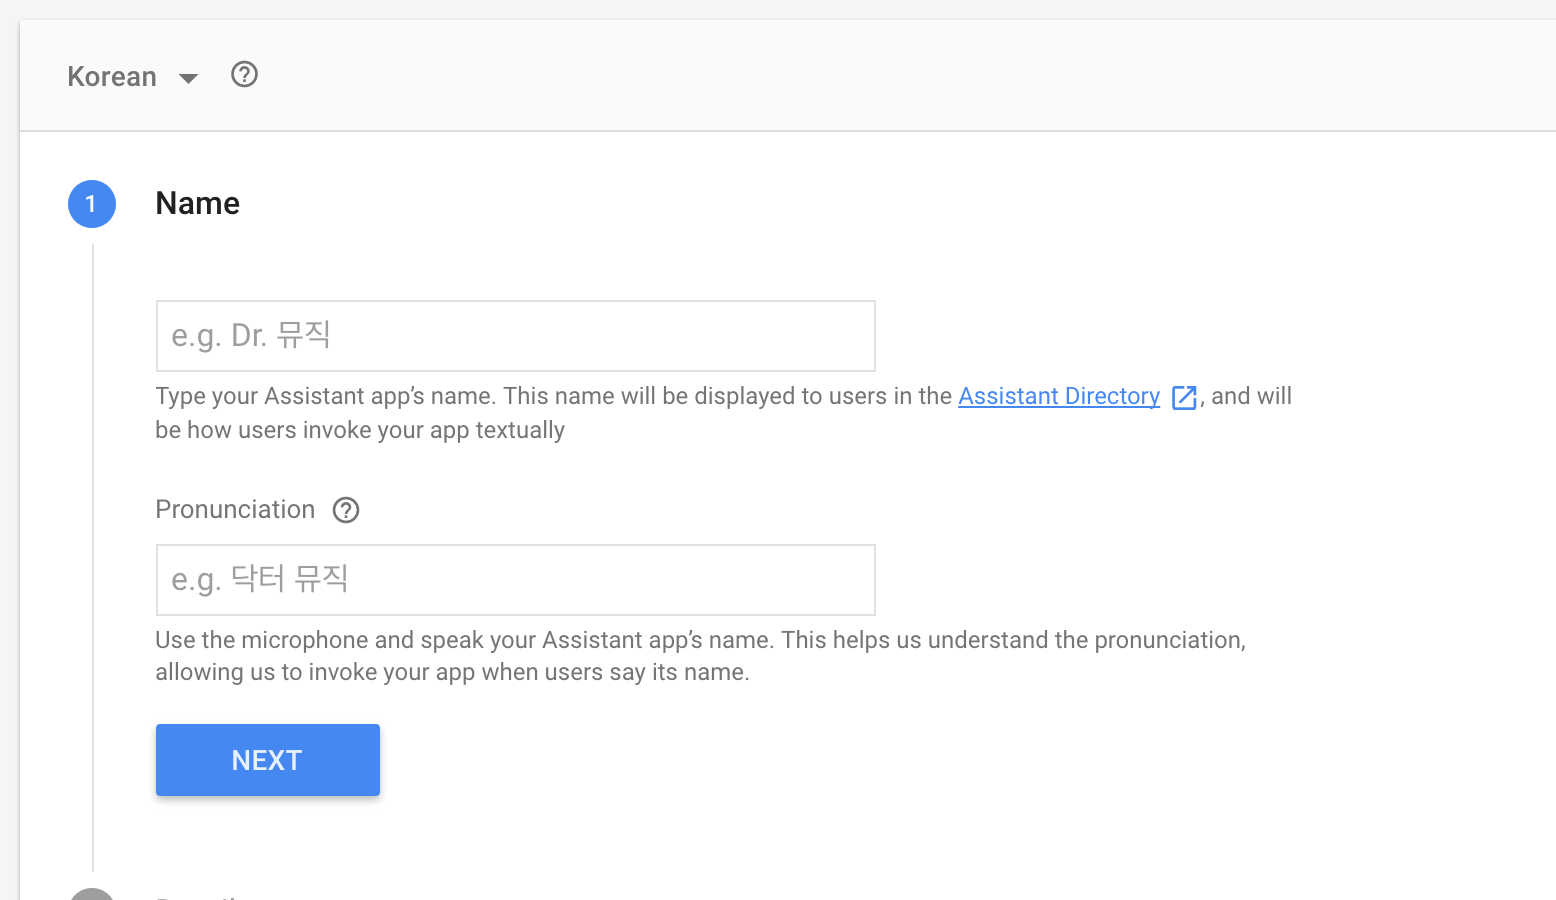 Korean
1
Name
e.g. Dr. 뮤직
Type your Assistant app’s name. This name will be displayed to users in the Assistant Directory, and will
be how users invoke your app textually
Pronunciation
e.g. 닥터 뮤직
Use the microphone and speak your Assistant app’s name. This helps us understand the pronunciation,
allowing us to invoke your app when users say its name.
NEXT